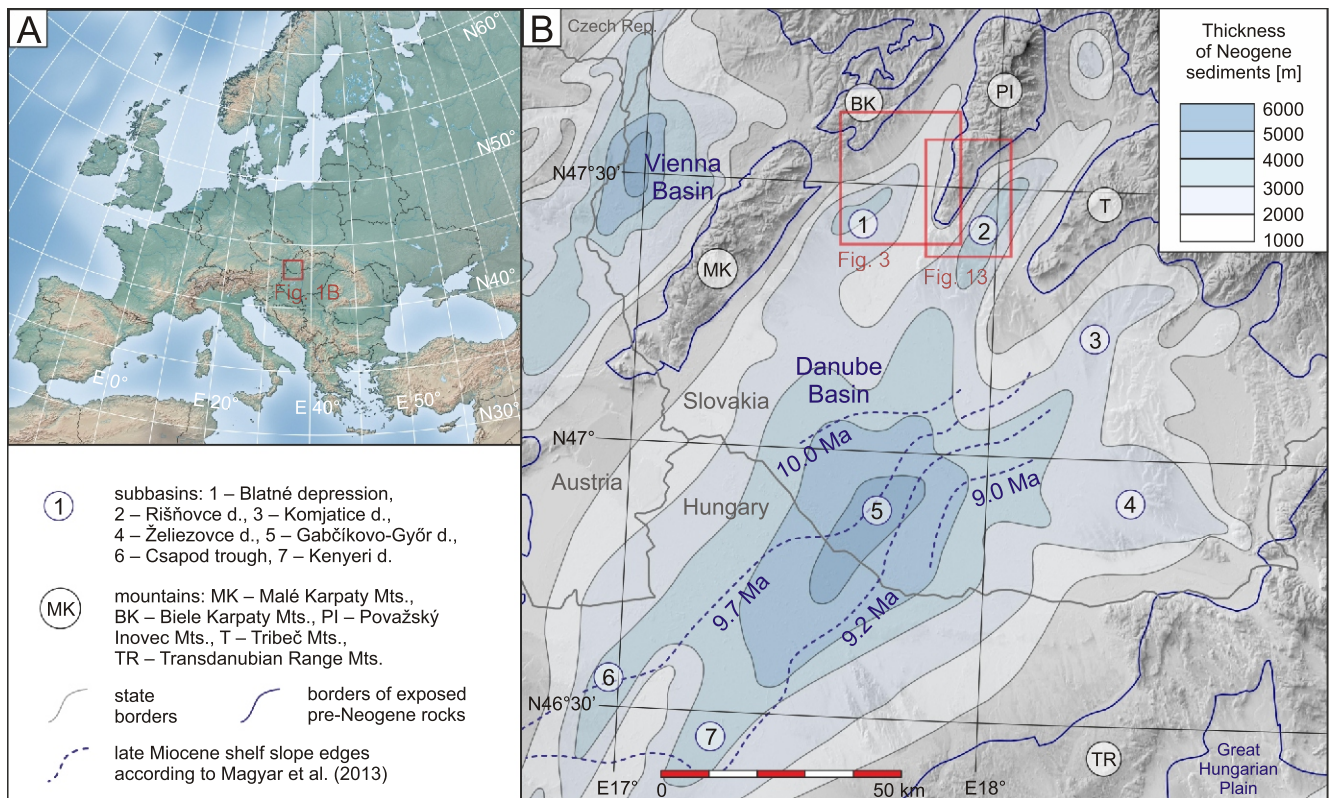 A
N60°
N50°
N40°
N30°
E 0°
E 20°
E 40°
E 50°
Fig. 1B
1
subbasins: 1 – Blatné depression,
2 – Rišňovce d., 3 – Komjatice d.,
4 – Želiezovce d., 5 – Gabčíkovo-Győr d.,
6 – Csapod trough, 7 – Kenyeri d.
MK
mountains: MK – Malé Karpaty Mts.,
BK – Biele Karpaty Mts., PI – Považský
Inovec Mts., T – Tribeč Mts.,
TR – Transdanubian Range Mts.
state
borders
borders of exposed
pre-Neogene rocks
late Miocene shelf slope edges
according to Magyar et al. (2013)
B
Czech Rep.
BK
PI
Thickness
of Neogene
sediments [m]
6000
5000
4000
3000
2000
1000
N47°30'
Vienna
Basin
T
1
2
Fig. 3
Fig. 13
MK
3
Danube
Basin
Slovakia
N47°
10.0 Ma
Austria
Hungary
9.0 Ma
5
4
9.7 Ma
9.2 Ma
6
N46°30'
7
TR
Great
Hungarian
Plain
E17°
0
50 km
E18°